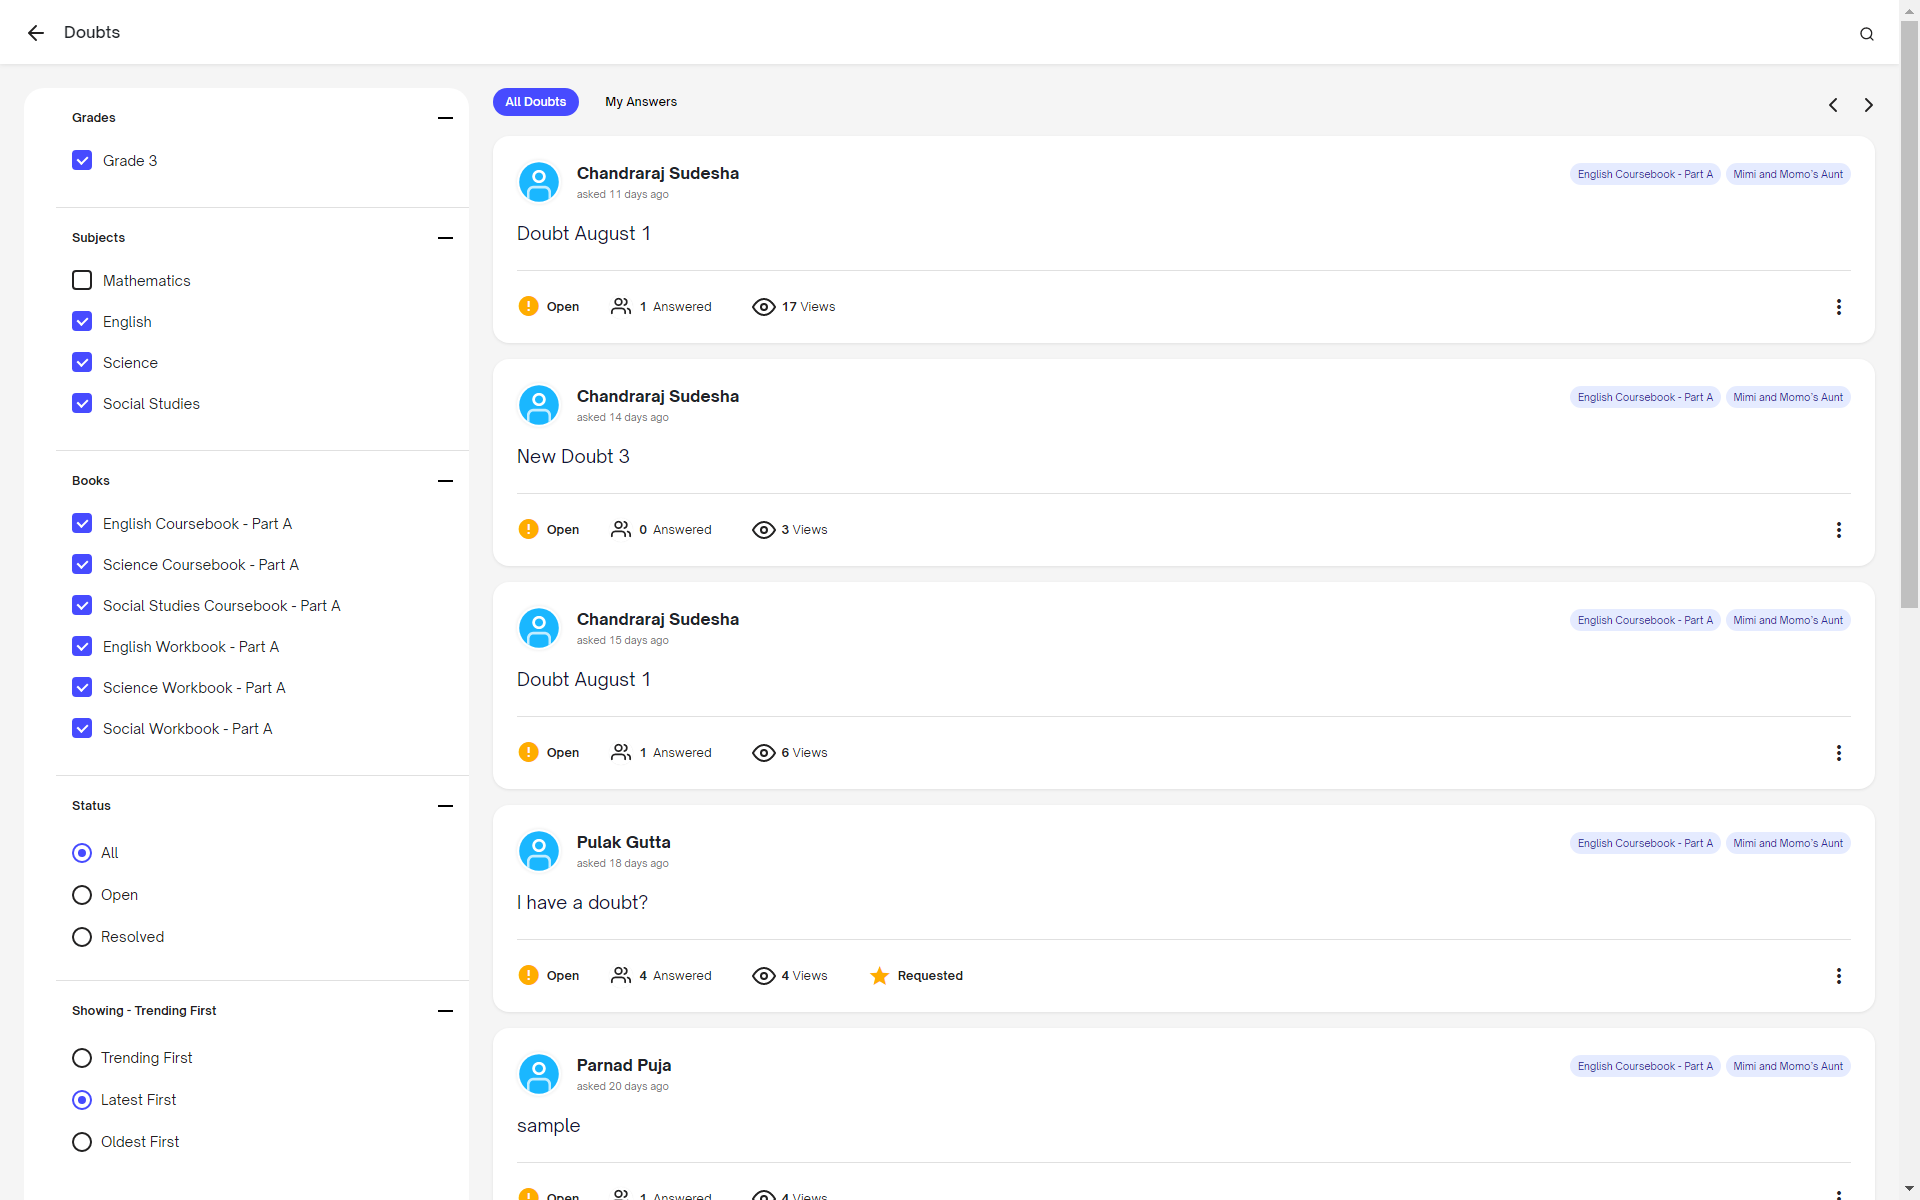 Doubts
Grades
Grade 3
Subjects
Mathematics
English
Science
Social Studies
Books
English Coursebook - Part A
Science Coursebook - Part A
Social Studies Coursebook - Part A
English Workbook - Part A
Science Workbook - Part A
Social Workbook - Part A
Status
All
Open
Resolved
Showing - Trending First
Trending First
Latest First
Oldest First
All Doubts My Answers
Chandraraj Sudesha English Coursebook - Part A Mimi and Momo's Aunt
asked 11 days ago
Doubt August 1
Open 1 Answered 17 Views
Chandraraj Sudesha English Coursebook - Part A Mimi and Momo's Aunt
asked 14 days ago
New Doubt 3
Open 0 Answered 3 Views
Chandraraj Sudesha English Coursebook - Part A Mimi and Momo's Aunt
asked 15 days ago
Doubt August 1
Open 1 Answered 6 Views
Pulak Gutta English Coursebook - Part A Mimi and Momo's Aunt
asked 18 days ago
I have a doubt?
Open 4 Answered 4 Views Requested
Parnad Puja English Coursebook - Part A Mimi and Momo's Aunt
asked 20 days ago
sample
Open 1 Answered 4 Views